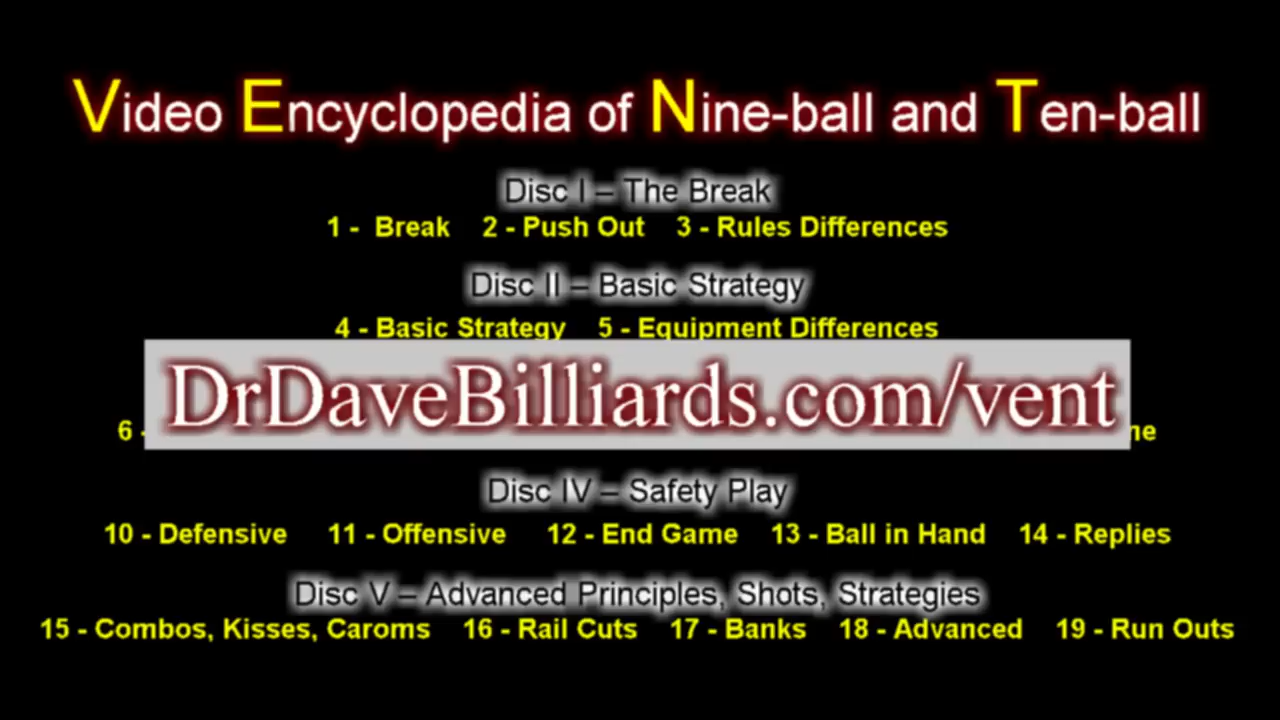 Video Encyclopedia of Nine-ball and Ten-ball
Disc I – The Break
1 - Break 2 - Push Out 3 - Rules Differences
Disc II – Basic Strategy
4 - Basic Strategy 5 - Equipment Differences
DrDaveBilliards.com/vent
6 -
Disc IV – Safety Play
10 - Defensive 11 - Offensive 12 - End Game 13 - Ball in Hand 14 - Replies
Disc V – Advanced Principles, Shots, Strategies
15 - Combos, Kisses, Caroms 16 - Rail Cuts 17 - Banks 18 - Advanced 19 - Run Outs